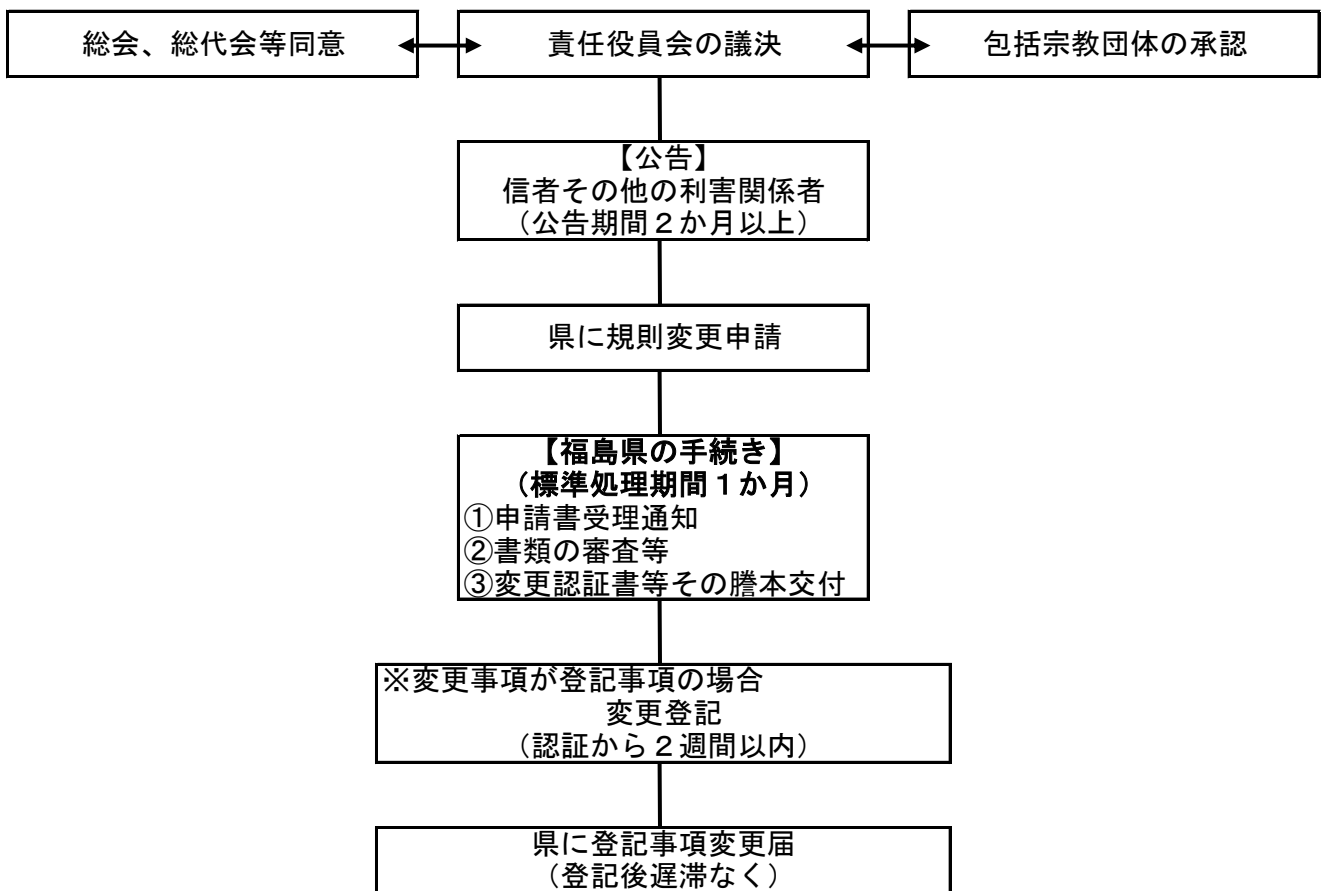 総会、総代会等同意
責任役員会の議決
包括宗教団体の承認
【公告】
信者その他の利害関係者
（公告期間２か月以上）
県に規則変更申請
【福島県の手続き】
（標準処理期間１か月）
①申請書受理通知
②書類の審査等
③変更認証書等その謄本交付
※変更事項が登記事項の場合
変更登記
（認証から２週間以内）
県に登記事項変更届
（登記後遅滞なく）